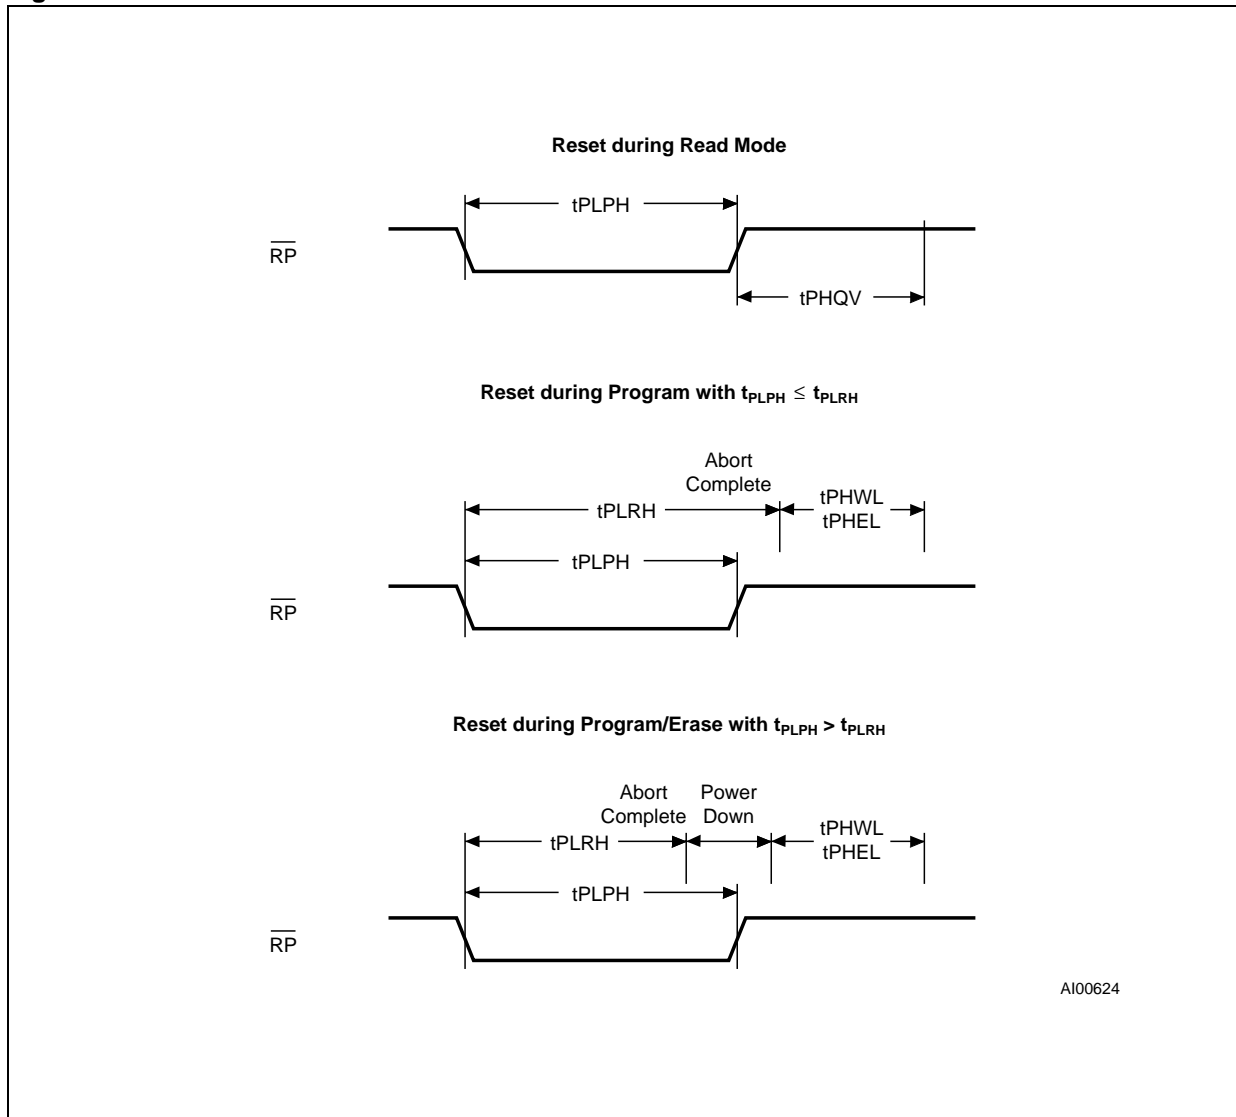 Reset during Read Mode
tPLPH
RP
tPHQV
Reset during Program with tPLPH ≤ tPLRH
Abort
Complete
tPHWL
tPHEL
tPLRH
tPLPH
RP
Reset during Program/Erase with tPLPH > tPLRH
Abort
Complete
Power
Down
tPHWL
tPHEL
tPLRH
tPLPH
RP
AI00624